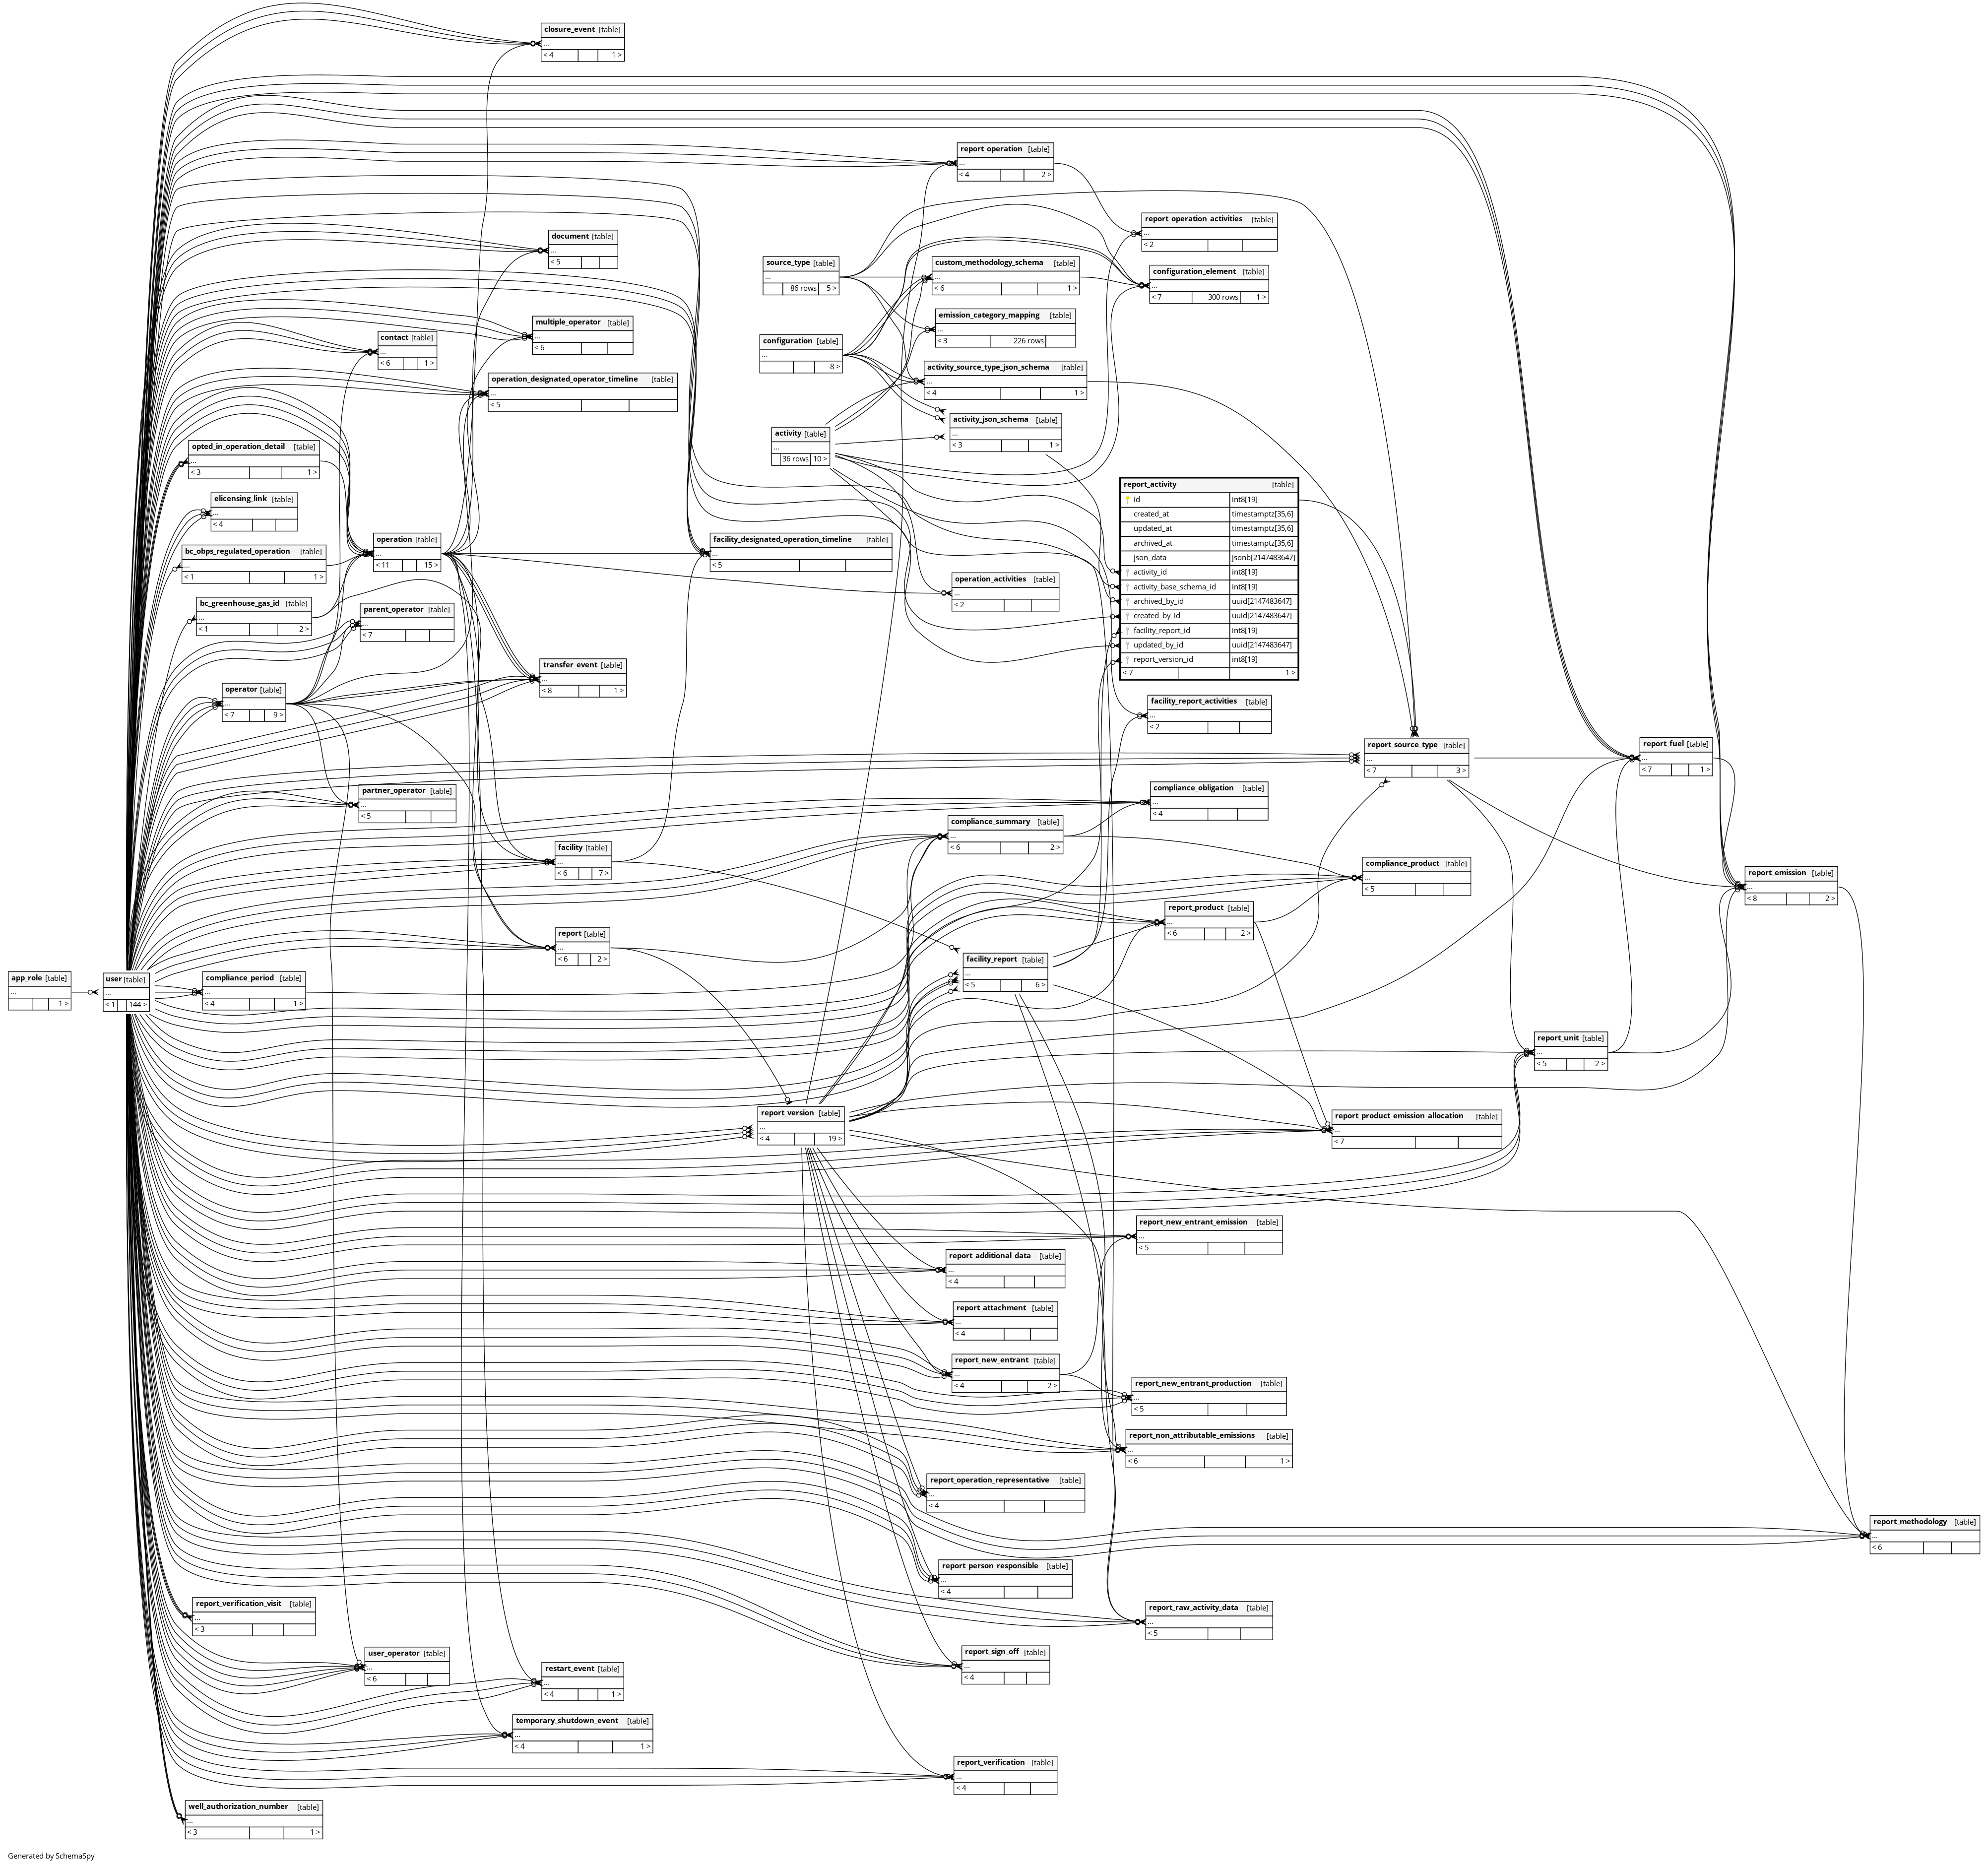 closure_event [table]
...
< 4 1 >
report_operation [table]
...
< 4 2 >
report_operation_activities [table]
...
< 2
document [table]
...
< 5
source_type [table]
...
86 rows 5 >
custom_methodology_schema [table]
...
< 6 1 >
configuration_element [table]
...
< 7 300 rows 1 >
emission_category_mapping [table]
...
< 3 226 rows
multiple_operator [table]
...
< 6
contact [table]
...
< 6 1 >
configuration [table]
...
8 >
activity_source_type_json_schema [table]
...
< 4 1 >
operation_designated_operator_timeline [table]
...
< 5
activity_json_schema [table]
...
< 3 1 >
activity [table]
...
36 rows 10 >
opted_in_operation_detail [table]
...
< 3 1 >
report_activity [table]
id int8[19]
created_at timestamptz[35,6]
updated_at timestamptz[35,6]
archived_at timestamptz[35,6]
json_data jsonb[2147483647]
activity_id int8[19]
activity_base_schema_id int8[19]
archived_by_id uuid[2147483647]
created_by_id uuid[2147483647]
facility_report_id int8[19]
updated_by_id uuid[2147483647]
report_version_id int8[19]
< 7 1 >
elicensing_link [table]
...
< 4
operation [table]
...
< 11 15 >
facility_designated_operation_timeline [table]
...
< 5
bc_obps_regulated_operation [table]
...
< 1 1 >
operation_activities [table]
...
< 2
bc_greenhouse_gas_id [table]
...
< 1 2 >
parent_operator [table]
...
< 7
transfer_event [table]
...
< 8 1 >
operator [table]
...
< 7 9 >
facility_report_activities [table]
...
< 2
report_source_type [table]
...
< 7 3 >
report_fuel [table]
...
< 7 1 >
partner_operator [table]
...
< 5
compliance_obligation [table]
...
< 4
compliance_summary [table]
...
< 6 2 >
facility [table]
...
< 6 7 >
compliance_product [table]
...
< 5
report_emission [table]
...
< 8 2 >
report_product [table]
...
< 6 2 >
report [table]
...
< 6 2 >
facility_report [table]
...
< 5 6 >
app_role [table]
...
1 >
user [table]
...
< 1 144 >
compliance_period [table]
...
< 4 1 >
report_unit [table]
...
< 5 2 >
report_version [table]
...
< 4 19 >
report_product_emission_allocation [table]
...
< 7
report_new_entrant_emission [table]
...
< 5
report_additional_data [table]
...
< 4
report_attachment [table]
...
< 4
report_new_entrant [table]
...
< 4 2 >
report_new_entrant_production [table]
...
< 5
report_non_attributable_emissions [table]
...
< 6 1 >
report_operation_representative [table]
...
< 4
report_methodology [table]
...
< 6
report_person_responsible [table]
...
< 4
report_verification_visit [table]
...
< 3
report_raw_activity_data [table]
...
< 5
user_operator [table]
...
< 6
report_sign_off [table]
...
< 4
restart_event [table]
...
< 4 1 >
temporary_shutdown_event [table]
...
< 4 1 >
report_verification [table]
...
< 4
well_authorization_number [table]
...
< 3 1 >
Generated by SchemaSpy